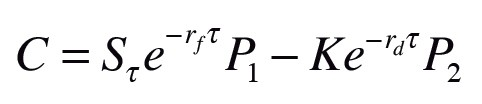 C = S_τ e^{-r_f τ} P_1 − K e^{-r_d τ} P_2